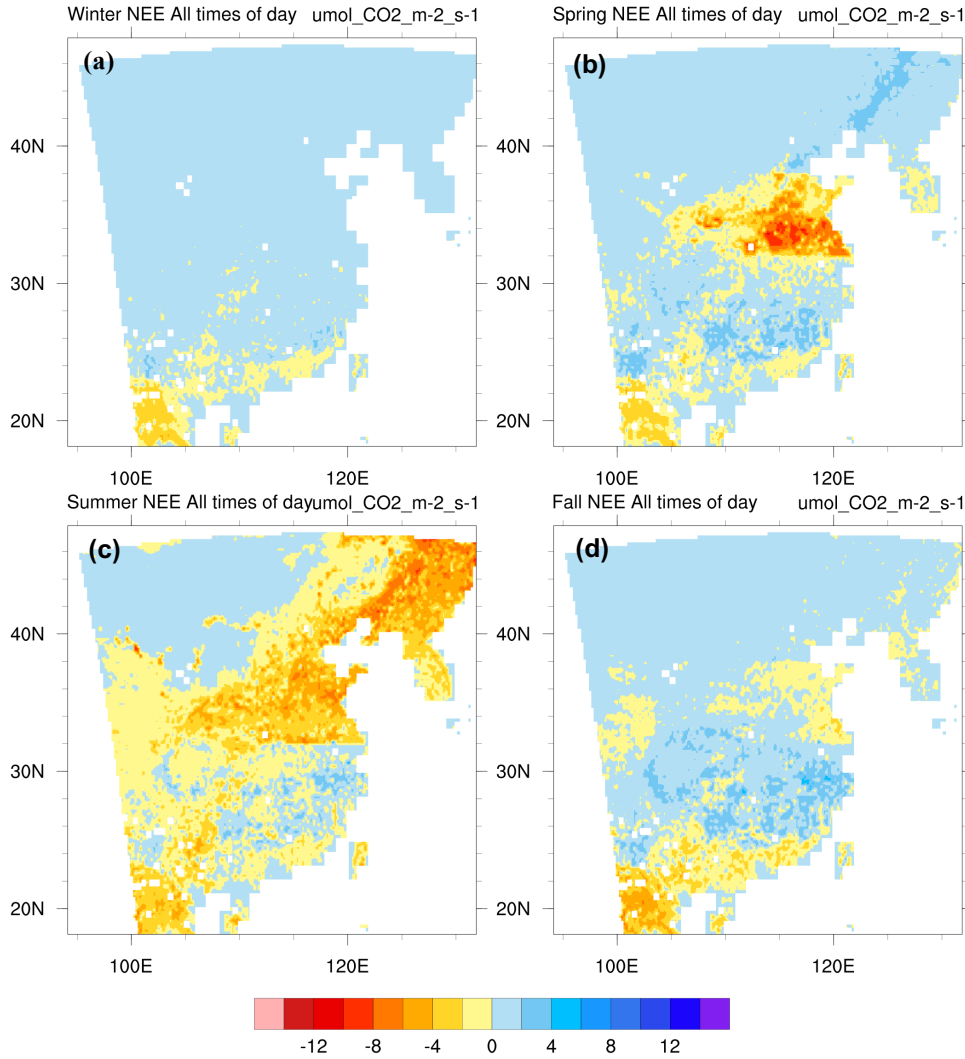 Winter NEE All times of day umol_CO2_m-2_s-1
Spring NEE All times of day umol_CO2_m-2_s-1
(a)
(b)
40N
40N
30N
30N
20N
20N
100E 120E
100E 120E
Summer NEE All times of day umol_CO2_m-2_s-1
Fall NEE All times of day umol_CO2_m-2_s-1
(c)
(d)
40N
40N
30N
30N
20N
20N
100E 120E
100E 120E
-12 -8 -4 0 4 8 12